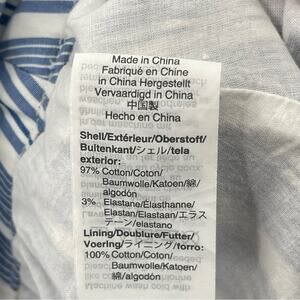 Made in China
Fabriqué en Chine
in China Hergestellt
Vervaardigd in China
中国製
Hecho en China
Shell/Extérieur/Oberstoff/
Buitenkant/シェル/tela
exterior:
97% Cotton/Coton/
Baumwolle/Katoen/綿/
algodón
3% Elastane/Élasthanne/
Elastan/Elastaan/エラス
テーン/elastano
Lining/Doublure/Futter/
Voering/ライニング/forro:
100% Cotton/Coton/
Baumwolle/Katoen/綿/
algodón